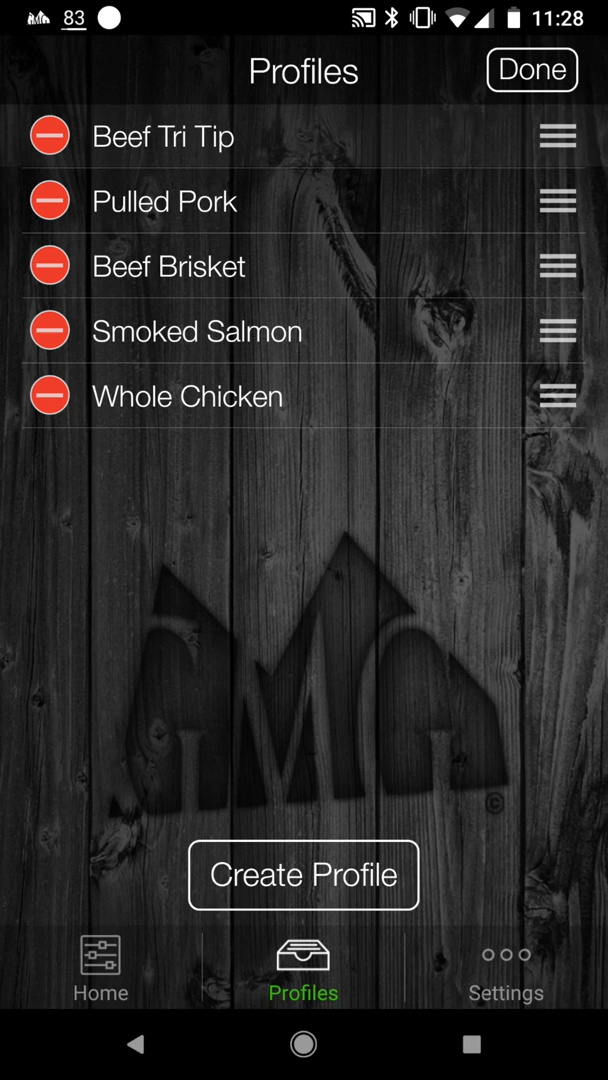 83
11:28
Profiles
Done
Beef Tri Tip
Pulled Pork
Beef Brisket
Smoked Salmon
Whole Chicken
©
Create Profile
Home
Profiles
Settings